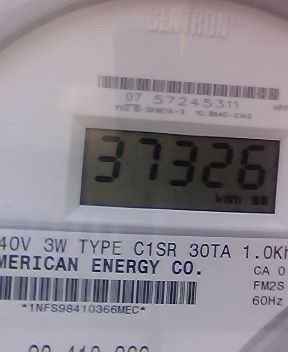 CENTRON
07 57245311
37326
kWh
40V 3W TYPE C1SR 30TA 1.0Kh
MERICAN ENERGY CO.
CA 0
FM2S
60Hz
*1NFS98410366MEC*